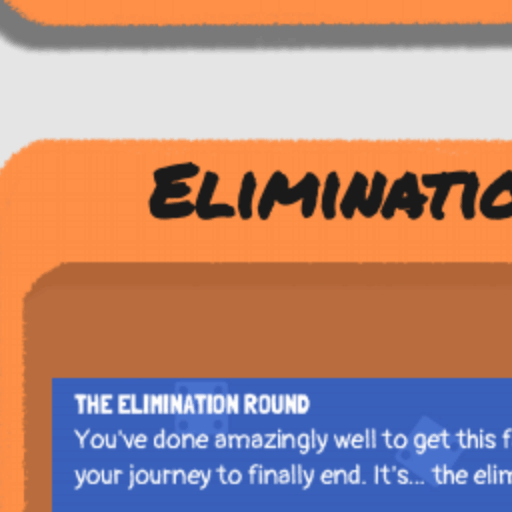 ELIMINATIO
THE ELIMINATION ROUND
You've done amazingly well to get this f
your journey to finally end. It's... the elim